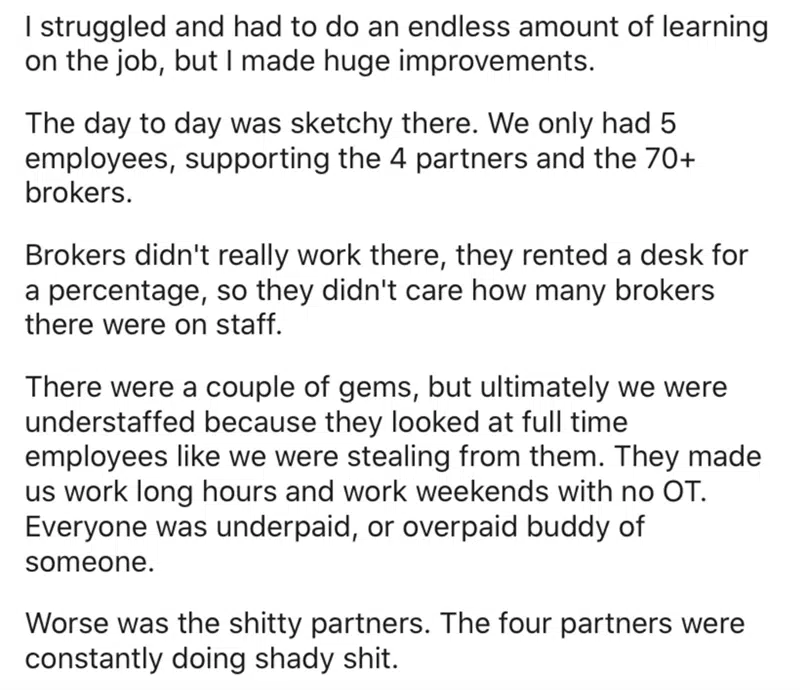 I struggled and had to do an endless amount of learning
on the job, but I made huge improvements.
The day to day was sketchy there. We only had 5
employees, supporting the 4 partners and the 70+
brokers.
Brokers didn't really work there, they rented a desk for
a percentage, so they didn't care how many brokers
there were on staff.
There were a couple of gems, but ultimately we were
understaffed because they looked at full time
employees like we were stealing from them. They made
us work long hours and work weekends with no OT.
Everyone was underpaid, or overpaid buddy of
someone.
Worse was the shitty partners. The four partners were
constantly doing shady shit.